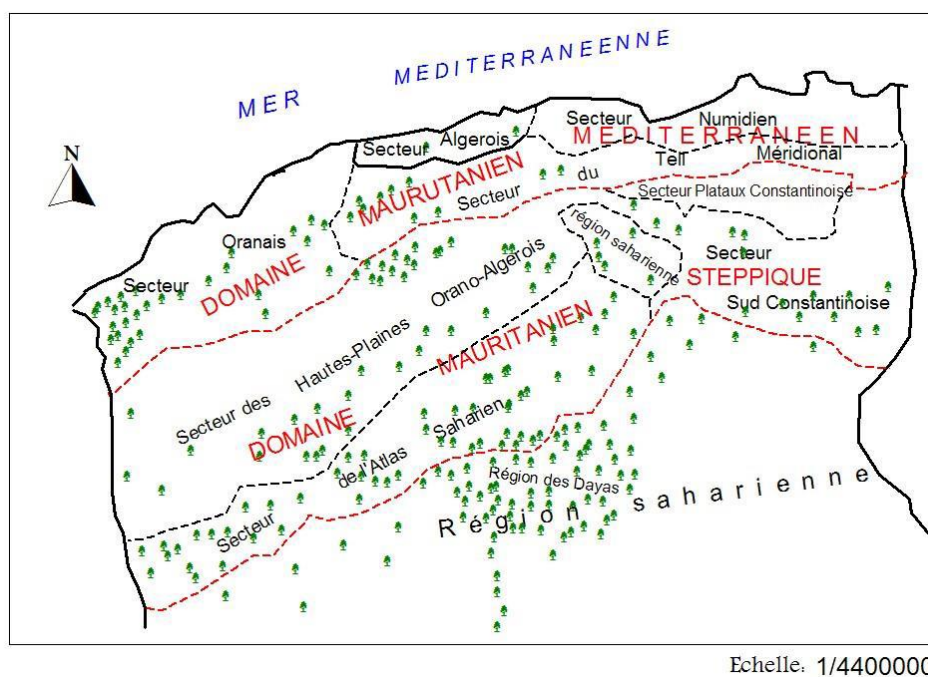 MER MEDITERRANEENNE
N
Secteur Algerois
Secteur Numidien
MEDITERRANEEN
DOMAINE MAURUTANIEN
Secteur du Tell Méridional
Secteur Plataux Constantinoise
Secteur Oranais
région saharienne
Secteur
Sud Constantinoise
STEPPIQUE
Secteur des Hautes-Plaines Orano-Algerois
DOMAINE MAURITANIEN
Secteur de l'Atlas Saharien
Région des Dayas
Région saharienne
Echelle: 1/4400000